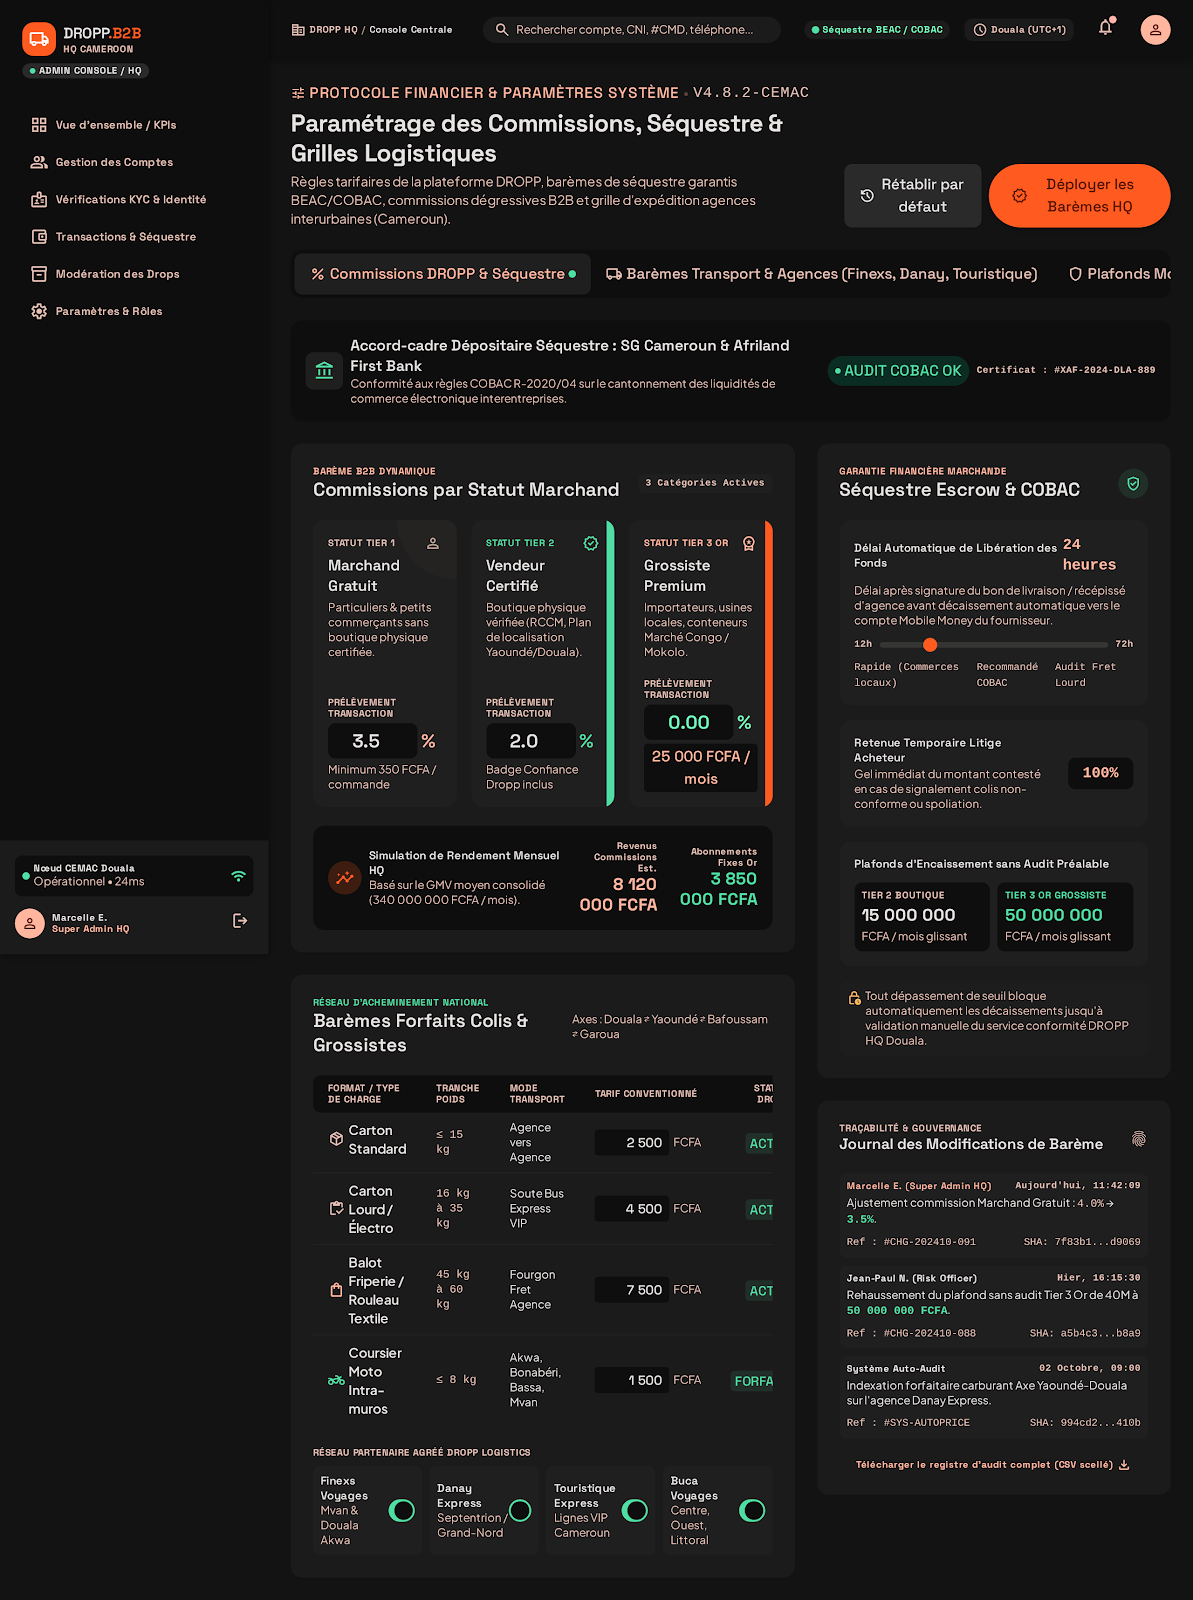 DROPP.B2B
HQ CAMEROON
ADMIN CONSOLE / HQ
Vue d'ensemble / KPIs
Gestion des Comptes
Vérifications KYC & Identité
Transactions & Séquestre
Modération des Drops
Paramètres & Rôles
Nœud CEMAC Douala
Opérationnel • 24ms
Marcelle E.
Super Admin HQ
DROPP HQ / Console Centrale
Rechercher compte, CNI, #CMD, téléphone...
Séquestre BEAC / COBAC
Douala (UTC+1)
PROTOCOLE FINANCIER & PARAMÈTRES SYSTÈME • V4.8.2-CEMAC
Paramétrage des Commissions, Séquestre &
Grilles Logistiques
Règles tarifaires de la plateforme DROPP, barèmes de séquestre garantis
BEAC/COBAC, commissions dégressives B2B et grille d'expédition agences
interurbaines (Cameroun).
Rétablir par
défaut
Déployer les
Barèmes HQ
Commissions DROPP & Séquestre
Barèmes Transport & Agences (Finexs, Danay, Touristique)
Plafonds Mo
Accord-cadre Dépositaire Séquestre : SG Cameroun & Afriland
First Bank
Conformité aux règles COBAC R-2020/04 sur le cantonnement des liquidités de
commerce électronique interentreprises.
AUDIT COBAC OK
Certificat : #XAF-2024-DLA-889
BARÈME B2B DYNAMIQUE
Commissions par Statut Marchand
3 Catégories Actives
STATUT TIER 1
Marchand
Gratuit
Particuliers & petits
commerçants sans
boutique physique
certifiée.
PRÉLÈVEMENT
TRANSACTION
3.5 %
Minimum 350 FCFA /
commande
STATUT TIER 2
Vendeur
Certifié
Boutique physique
vérifiée (RCCM, Plan
de localisation
Yaoundé/Douala).
PRÉLÈVEMENT
TRANSACTION
2.0 %
Badge Confiance
Dropp inclus
STATUT TIER 3 OR
Grossiste
Premium
Importateurs, usines
locales, conteneurs
Marché Congo /
Mokolo.
PRÉLÈVEMENT
TRANSACTION
0.00 %
25 000 FCFA /
mois
Simulation de Rendement Mensuel
HQ
Basé sur le GMV moyen consolidé
(340 000 000 FCFA / mois).
Revenus
Commissions
Est.
8 120
000 FCFA
Abonnements
Fixes Or
3 850
000 FCFA
RÉSEAU D'ACHEMINEMENT NATIONAL
Barèmes Forfaits Colis &
Grossistes
Axes : Douala ⇄ Yaoundé ⇄ Bafoussam
⇄ Garoua
FORMAT / TYPE
DE CHARGE
TRANCHE
POIDS
MODE
TRANSPORT
TARIF CONVENTIONNÉ
STAT
DRO
Carton
Standard
≤ 15
kg
Agence
vers
Agence
2 500 FCFA
ACT
Carton
Lourd /
Électro
16 kg
à 35
kg
Soute Bus
Express
VIP
4 500 FCFA
ACT
Balot
Friperie /
Rouleau
Textile
45 kg
à 60
kg
Fourgon
Fret
Agence
7 500 FCFA
ACT
Coursier
Moto
Intra-
muros
≤ 8 kg
Akwa,
Bonabéri,
Bassa,
Mvan
1 500 FCFA
FORFA
RÉSEAU PARTENAIRE AGRÉÉ DROPP LOGISTICS
Finexs
Voyages
Mvan &
Douala
Akwa
Danay
Express
Septentrion /
Grand-Nord
Touristique
Express
Lignes VIP
Cameroun
Buca
Voyages
Centre,
Ouest,
Littoral
GARANTIE FINANCIÈRE MARCHANDE
Séquestre Escrow & COBAC
Délai Automatique de Libération des
Fonds
24
heures
Délai après signature du bon de livraison / récépissé
d'agence avant décaissement automatique vers le
compte Mobile Money du fournisseur.
12h
72h
Rapide (Commerces
locaux)
Recommandé
COBAC
Audit Fret
Lourd
Retenue Temporaire Litige
Acheteur
Gel immédiat du montant contesté
en cas de signalement colis non-
conforme ou spoliation.
100%
Plafonds d'Encaissement sans Audit Préalable
TIER 2 BOUTIQUE
15 000 000
FCFA / mois glissant
TIER 3 OR GROSSISTE
50 000 000
FCFA / mois glissant
Tout dépassement de seuil bloque
automatiquement les décaissements jusqu'à
validation manuelle du service conformité DROPP
HQ Douala.
TRAÇABILITÉ & GOUVERNANCE
Journal des Modifications de Barème
Marcelle E. (Super Admin HQ)
Aujourd'hui, 11:42:09
Ajustement commission Marchand Gratuit : 4.0% →
3.5%.
Ref : #CHG-202410-091
SHA: 7f83b1...d9069
Jean-Paul N. (Risk Officer)
Hier, 16:15:30
Rehaussement du plafond sans audit Tier 3 Or de 40M à
50 000 000 FCFA.
Ref : #CHG-202410-088
SHA: a5b4c3...b8a9
Système Auto-Audit
02 Octobre, 09:00
Indexation forfaitaire carburant Axe Yaoundé-Douala
sur l'agence Danay Express.
Ref : #SYS-AUTOPRICE
SHA: 994cd2...410b
Télécharger le registre d'audit complet (CSV scellé)